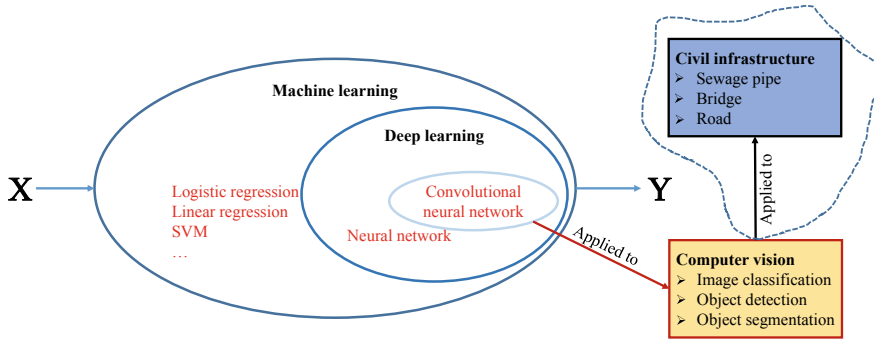 Machine learning
Deep learning
X
Logistic regression
Linear regression
SVM
…
Neural network
Convolutional
neural network
Y
Applied to
Civil infrastructure
➢ Sewage pipe
➢ Bridge
➢ Road
Applied to
Computer vision
➢ Image classification
➢ Object detection
➢ Object segmentation